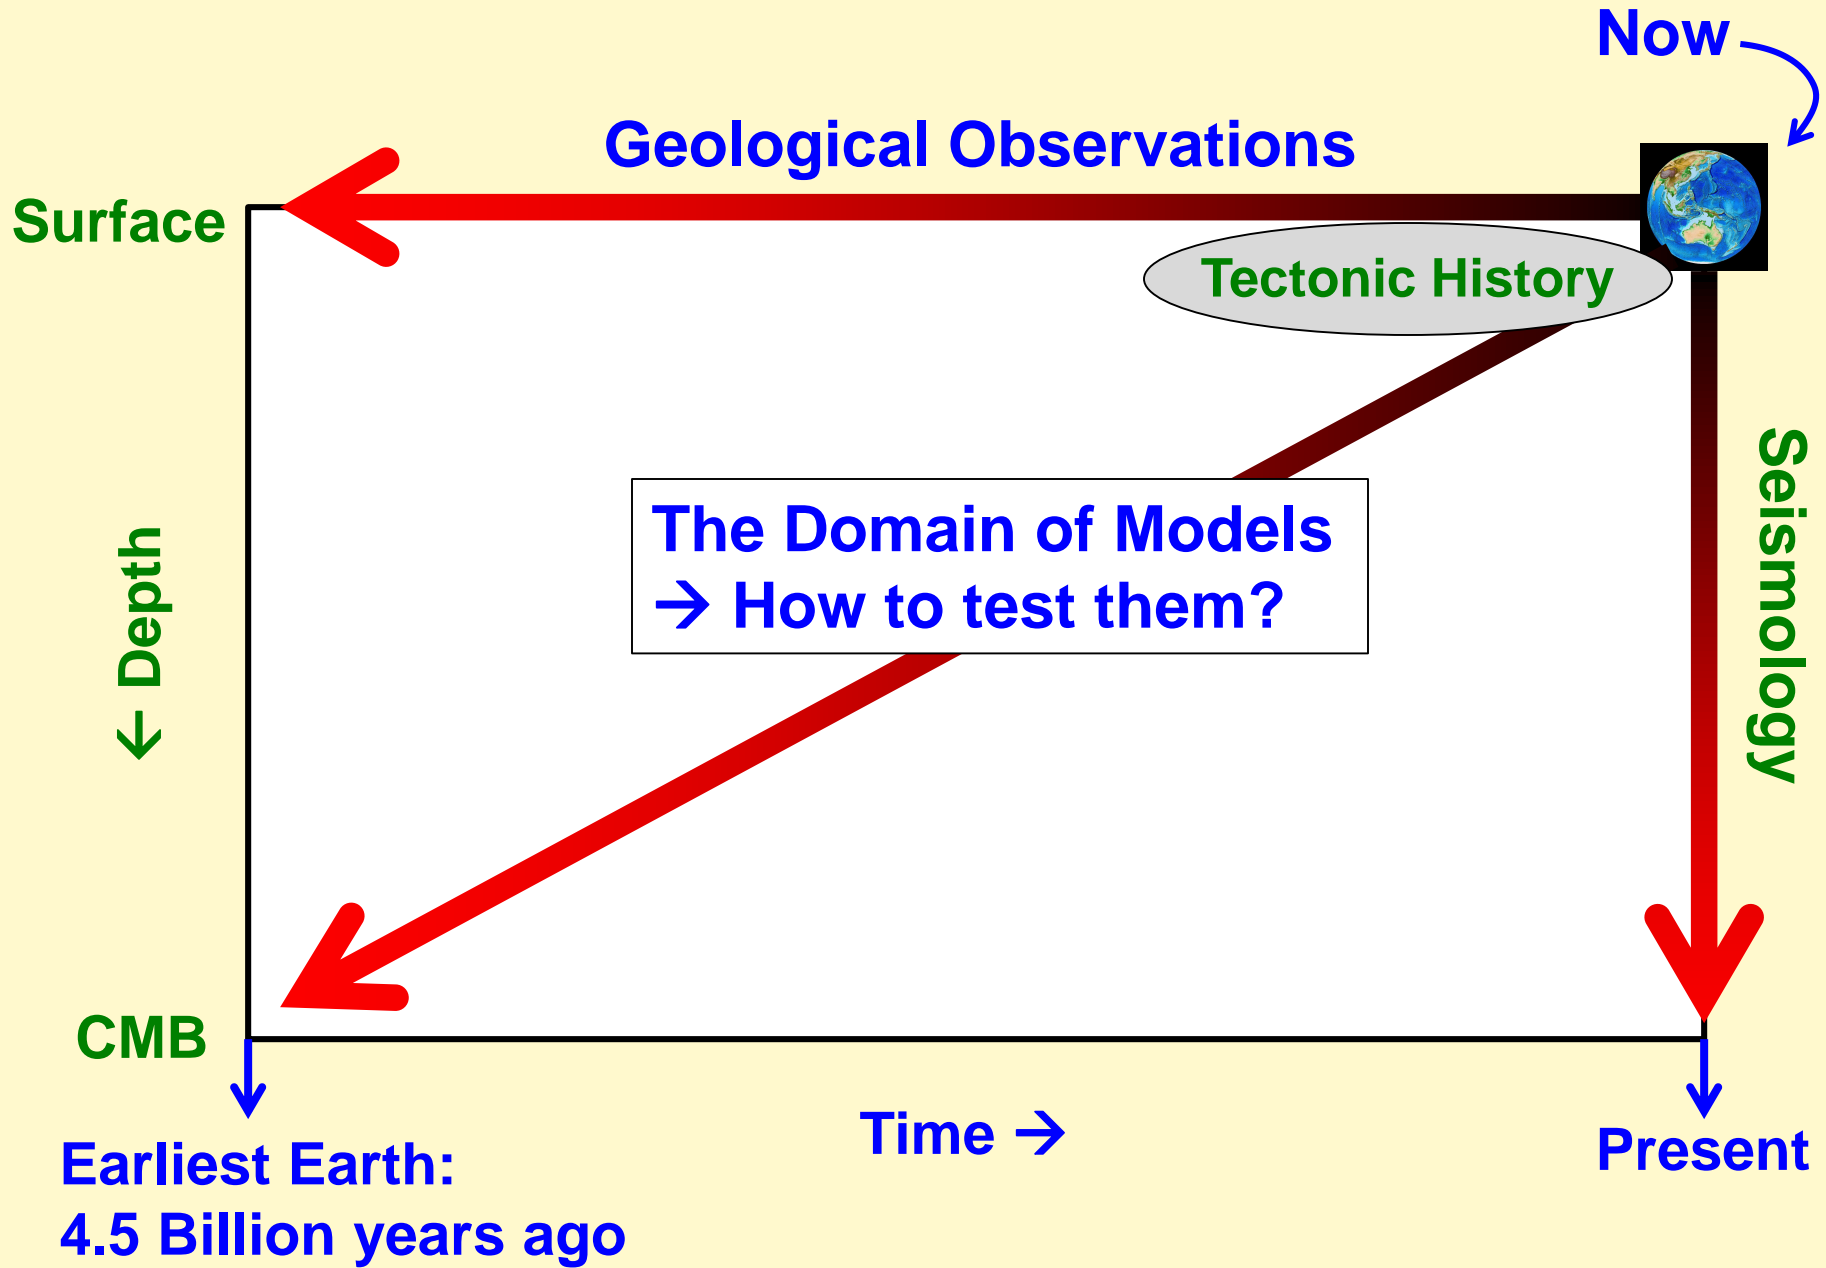 Now
Geological Observations
Surface
Tectonic History
The Domain of Models
→ How to test them?
Seismology
← Depth
CMB
Time →
Earliest Earth:
4.5 Billion years ago
Present